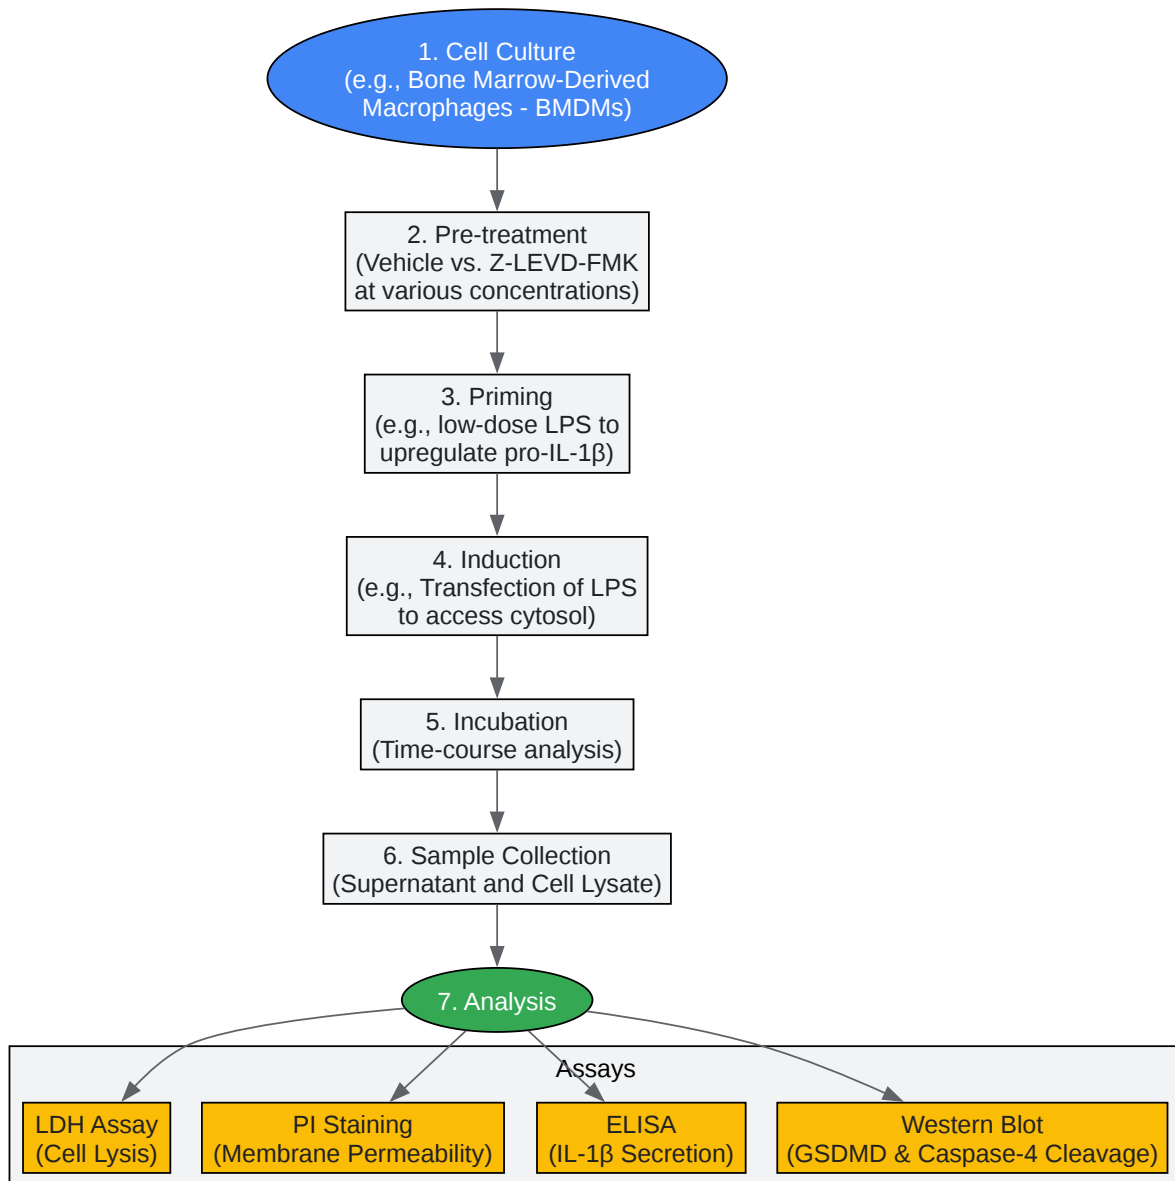 1. Cell Culture
(e.g., Bone Marrow-Derived
Macrophages - BMDMs)
2. Pre-treatment
(Vehicle vs. Z-LEVD-FMK
at various concentrations)
3. Priming
(e.g., low-dose LPS to
upregulate pro-IL-1β)
4. Induction
(e.g., Transfection of LPS
to access cytosol)
5. Incubation
(Time-course analysis)
6. Sample Collection
(Supernatant and Cell Lysate)
7. Analysis
Assays
LDH Assay
(Cell Lysis)
PI Staining
(Membrane Permeability)
ELISA
(IL-1β Secretion)
Western Blot
(GSDMD & Caspase-4 Cleavage)